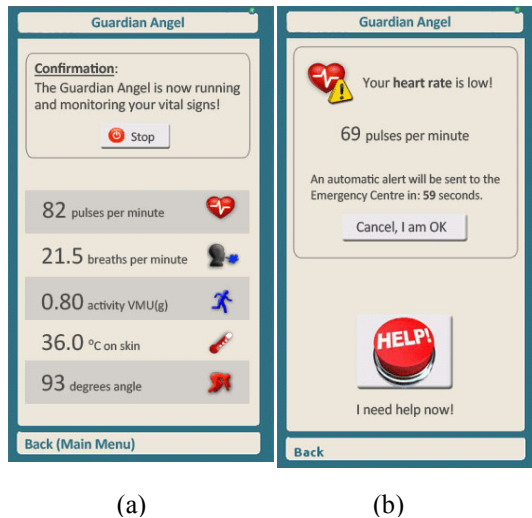 Guardian Angel
Confirmation:
The Guardian Angel is now running
and monitoring your vital signs!
Stop
82 pulses per minute
21.5 breaths per minute
0.80 activity VMU(g)
36.0 °C on skin
93 degrees angle
Back (Main Menu)
(a)
Guardian Angel
Your heart rate is low!
69 pulses per minute
An automatic alert will be sent to the
Emergency Centre in: 59 seconds.
Cancel, I am OK
HELP!
I need help now!
Back
(b)